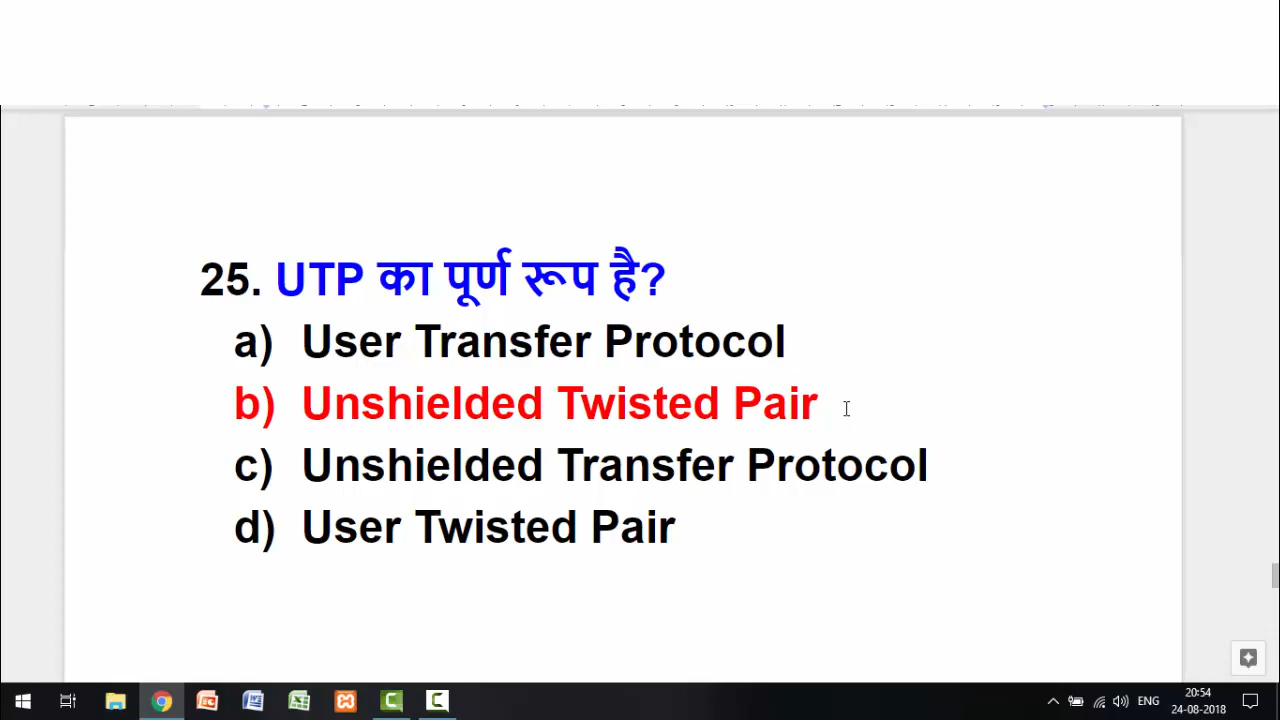 25. UTP का पूर्ण रूप है?
a) User Transfer Protocol
b) Unshielded Twisted Pair
c) Unshielded Transfer Protocol
d) User Twisted Pair
ENG
20:54
24-08-2018